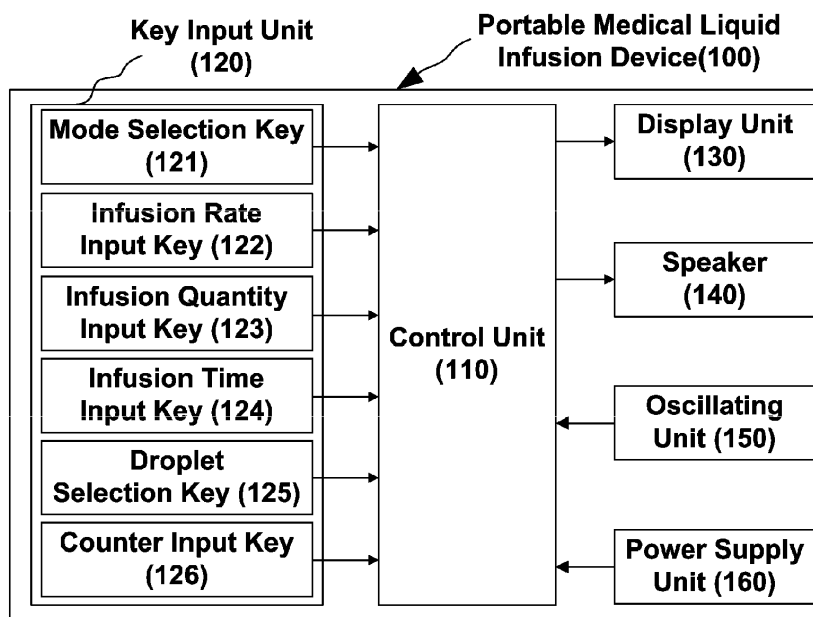 Key Input Unit
(120)
Portable Medical Liquid
Infusion Device(100)
Mode Selection Key
(121)
Infusion Rate
Input Key (122)
Infusion Quantity
Input Key (123)
Infusion Time
Input Key (124)
Droplet
Selection Key (125)
Counter Input Key
(126)
Control Unit
(110)
Display Unit
(130)
Speaker
(140)
Oscillating
Unit (150)
Power Supply
Unit (160)